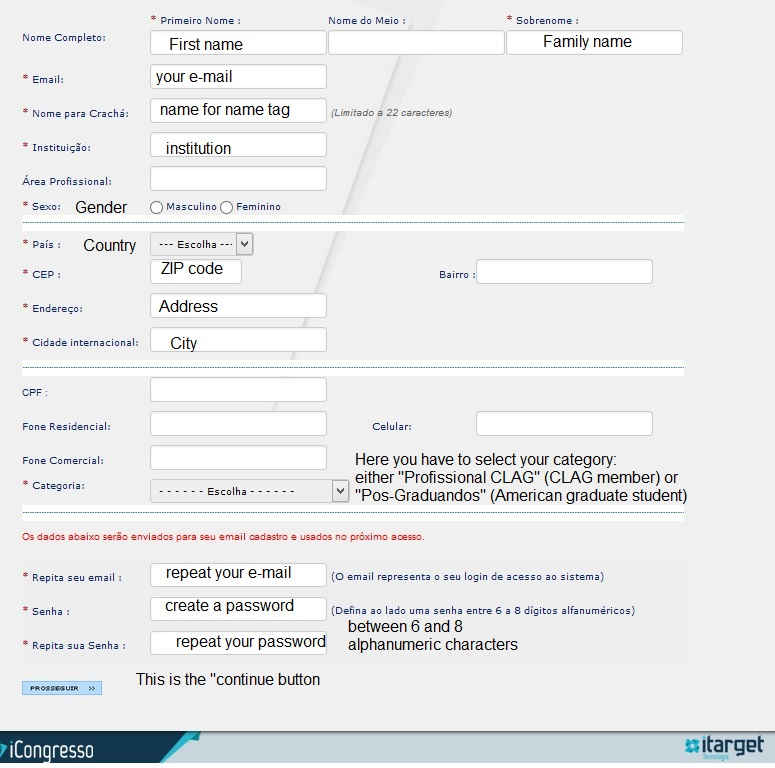 * Primeiro Nome : Nome do Meio : * Sobrenome :
Nome Completo: First name Family name
* Email: your e-mail
* Nome para Crachá: name for name tag (Limitado a 22 caracteres)
* Instituição: institution
Área Profissional:
* Sexo: Gender Masculino Feminino
* País : Country --- Escolha ---
* CEP : ZIP code Bairro :
* Endereço: Address
* Cidade internacional: City
CPF :
Fone Residencial: Celular:
Fone Comercial: Here you have to select your category:
either "Profissional CLAG" (CLAG member) or
* Categoria: - - - - - - Escolha - - - - - - "Pos-Graduandos" (American graduate student)
Os dados abaixo serão enviados para seu email cadastro e usados no próximo acesso.
* Repita seu email : repeat your e-mail (O email representa o seu login de acesso ao sistema)
* Senha : create a password (Defina ao lado uma senha entre 6 a 8 dígitos alfanuméricos)
between 6 and 8
* Repita sua Senha : repeat your password alphanumeric characters
PROSSEGUIR >> This is the "continue button
iCongresso itarget
Tecnologia